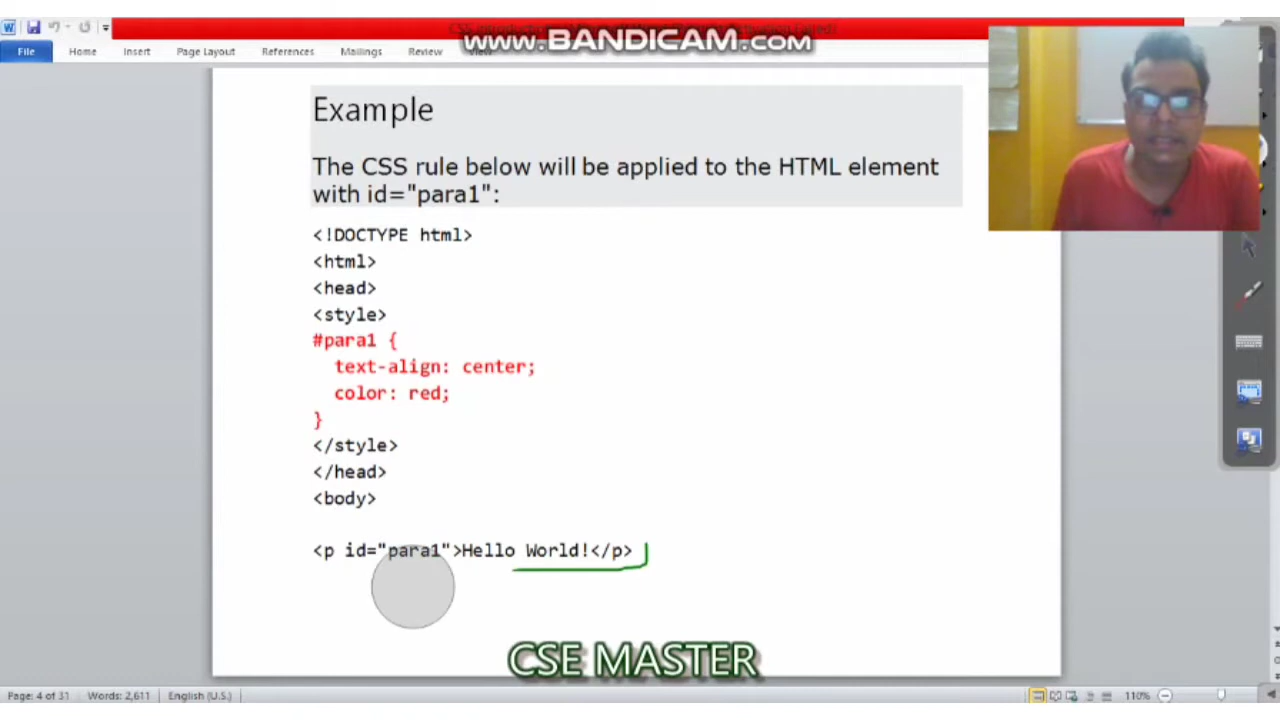 www.BANDICAM.com
File Home Insert Page Layout References Mailings Review View
Example
The CSS rule below will be applied to the HTML element
with id="para1":
<!DOCTYPE html>
<html>
<head>
<style>
#para1 {
text-align: center;
color: red;
}
</style>
</head>
<body>
<p id="para1">Hello World!</p>
CSE MASTER
Page: 4 of 31 Words: 2,611 English (U.S.) 110%